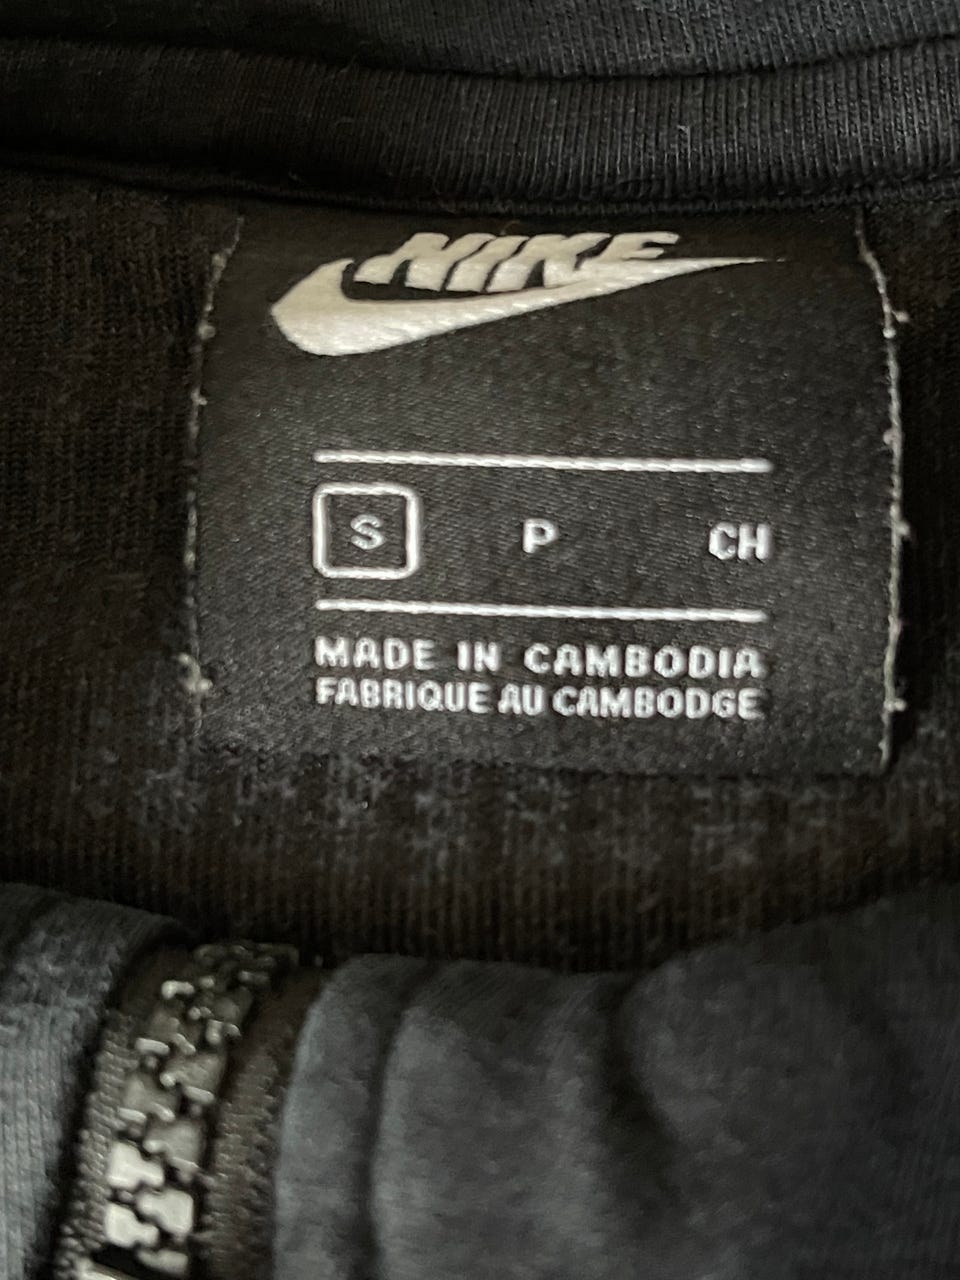 NIKE
S P CH
MADE IN CAMBODIA
FABRIQUE AU CAMBODGE